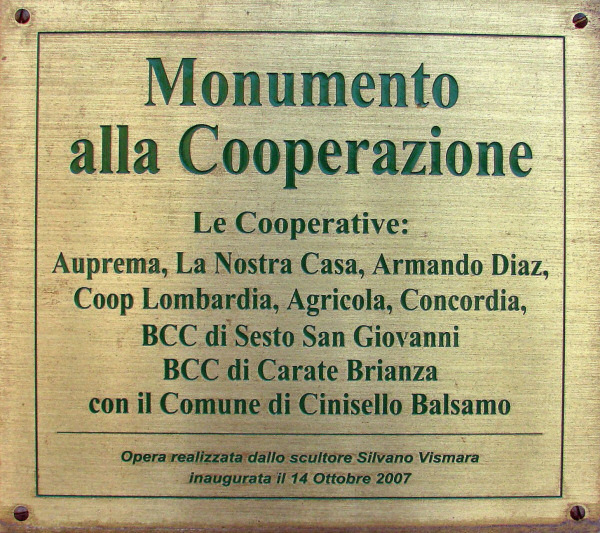 Monumento
alla Cooperazione
Le Cooperative:
Auprema, La Nostra Casa, Armando Diaz,
Coop Lombardia, Agricola, Concordia,
BCC di Sesto San Giovanni
BCC di Carate Brianza
con il Comune di Cinisello Balsamo
Opera realizzata dallo scultore Silvano Vismara
inaugurata il 14 Ottobre 2007